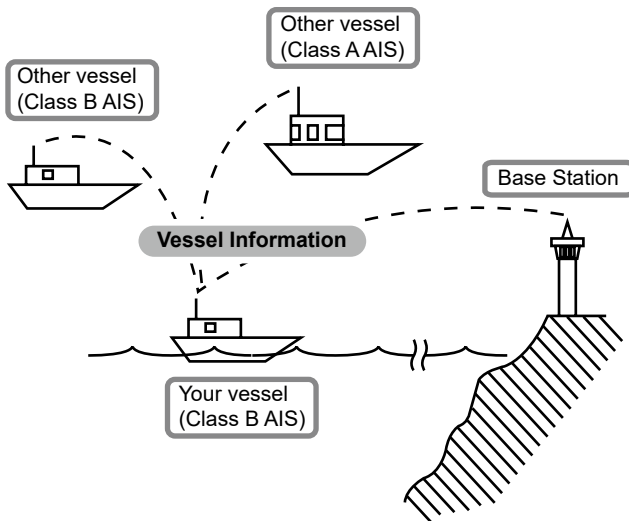 Other vessel
(Class A AIS)
Other vessel
(Class B AIS)
Base Station
Vessel Information
Your vessel
(Class B AIS)